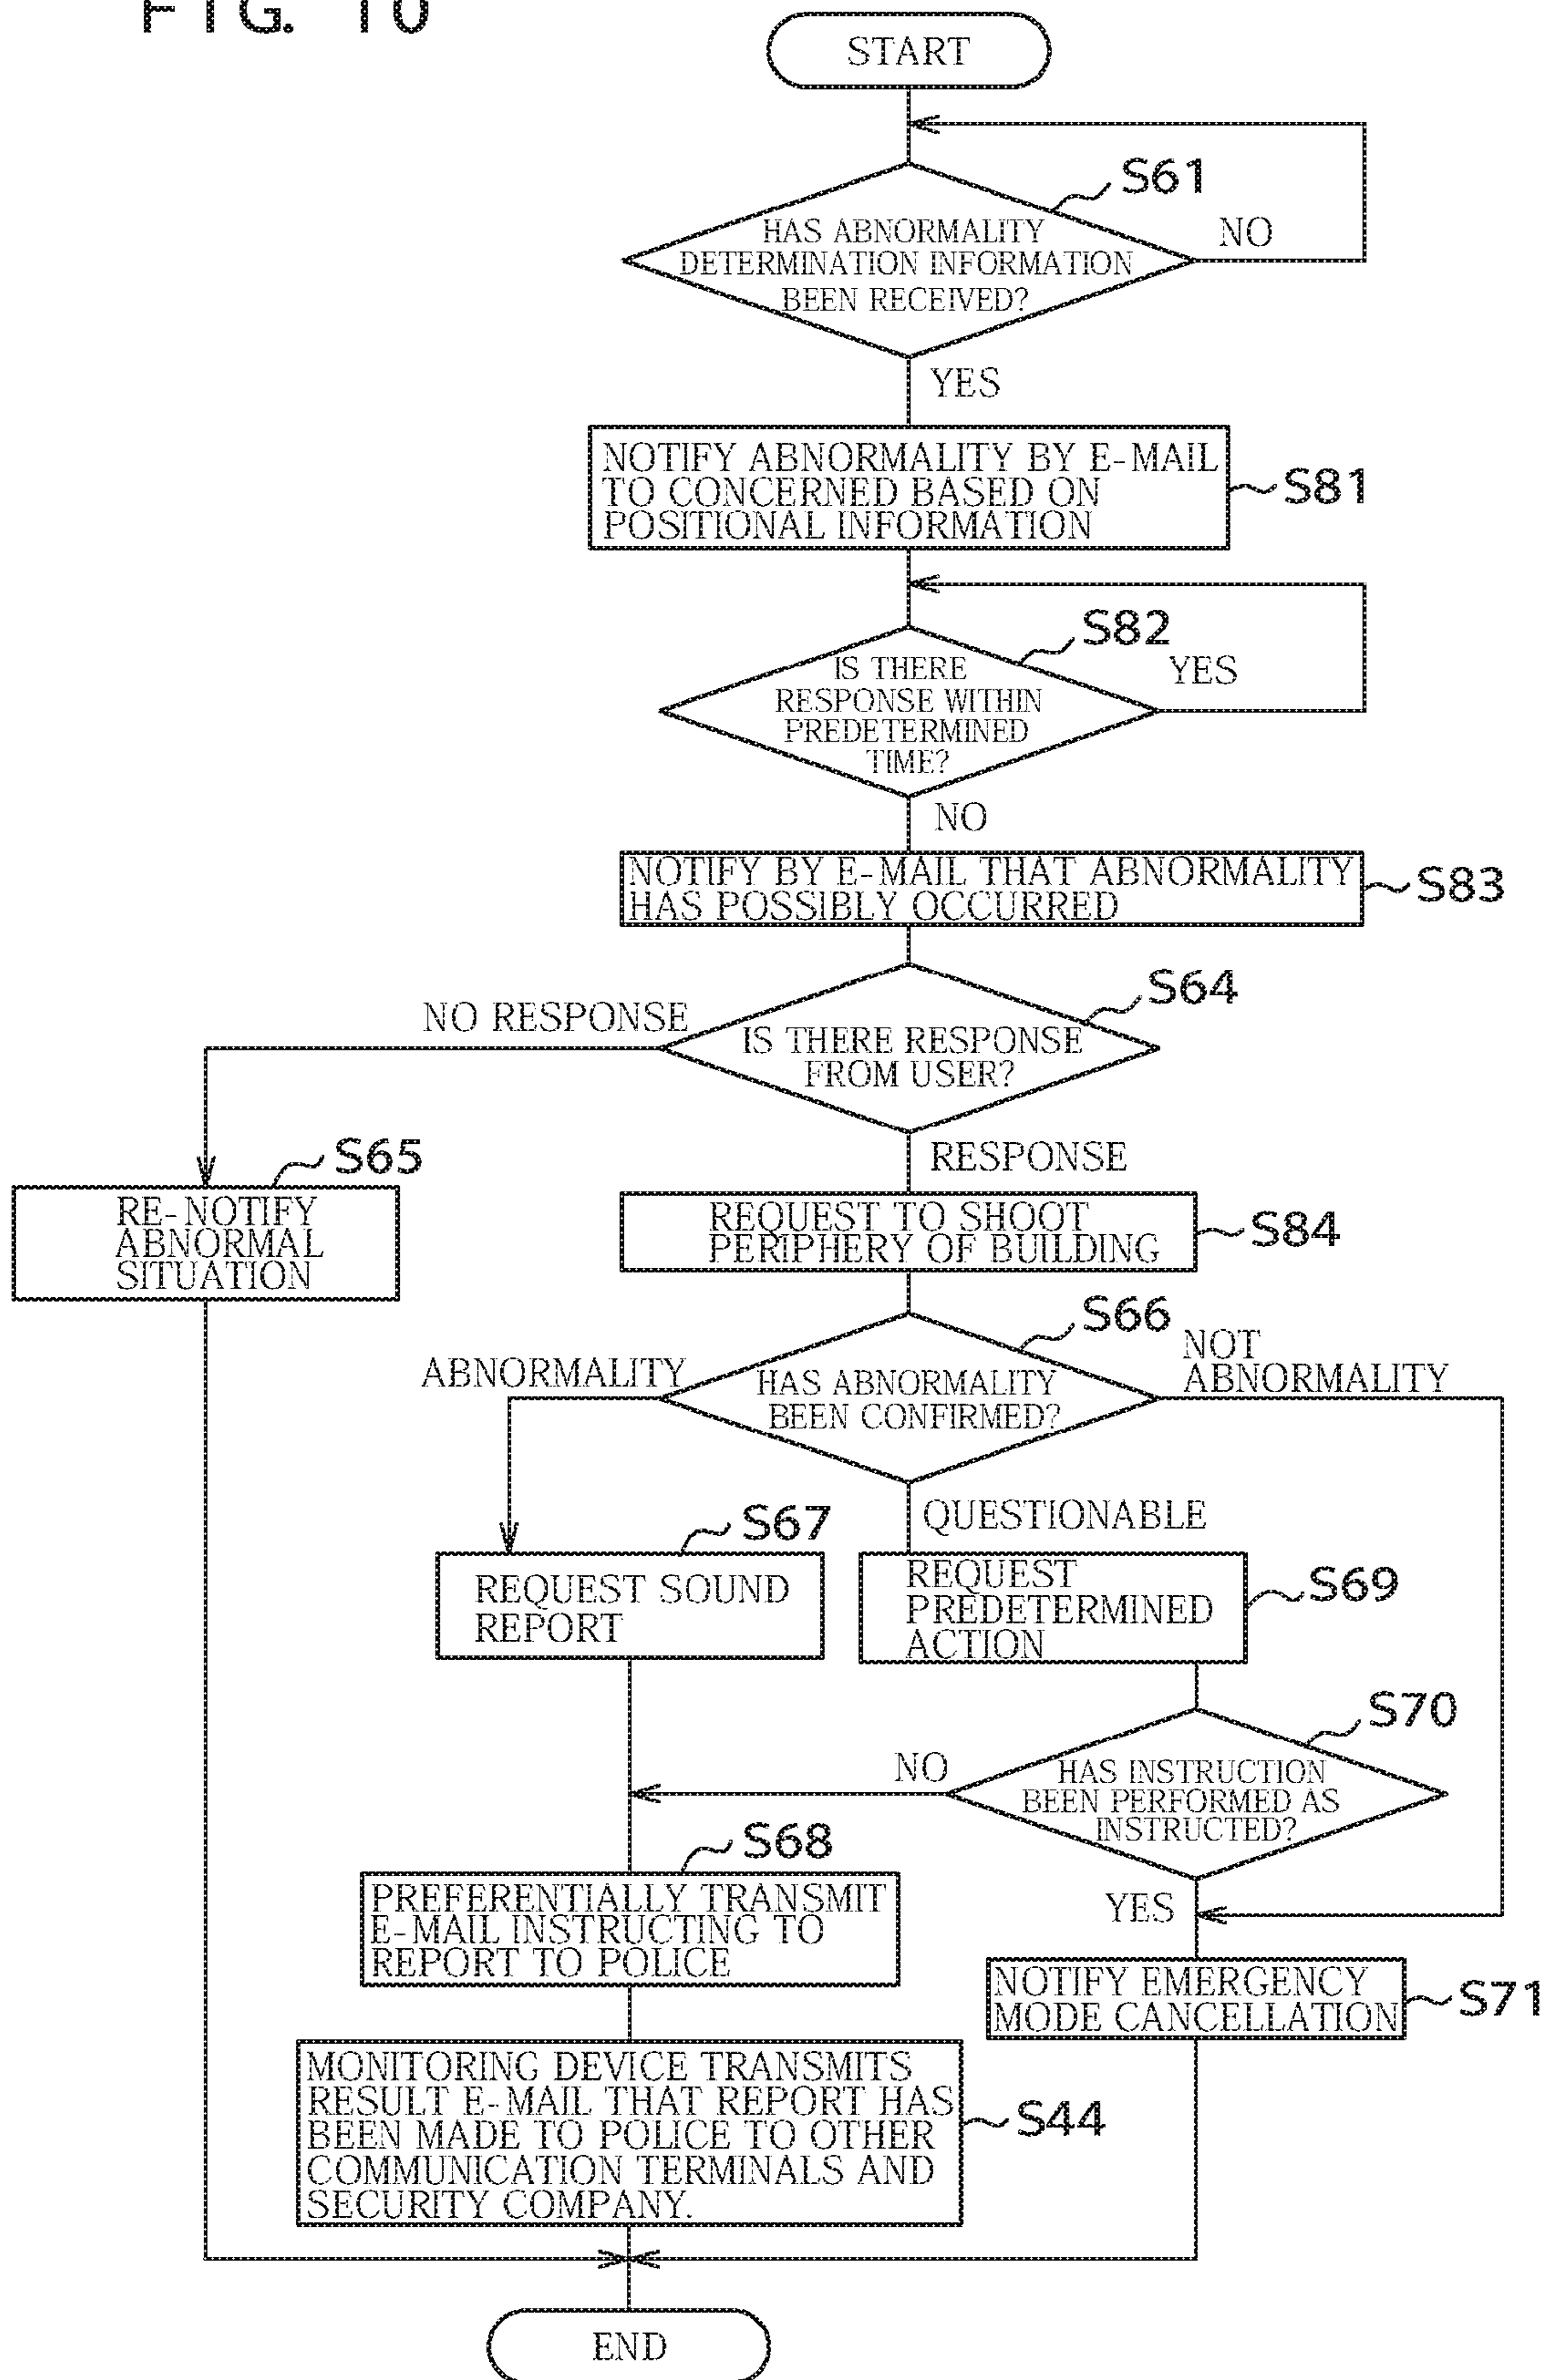 FIG. 10
START
S61
HAS ABNORMALITY
DETERMINATION INFORMATION
BEEN RECEIVED?
NO
YES
NOTIFY ABNORMALITY BY E-MAIL
TO CONCERNED BASED ON
POSITIONAL INFORMATION
S81
S82
IS THERE
RESPONSE WITHIN
PREDETERMINED
TIME?
YES
NO
NOTIFY BY E-MAIL THAT ABNORMALITY
HAS POSSIBLY OCCURRED
S83
S64
NO RESPONSE
IS THERE RESPONSE
FROM USER?
RESPONSE
S65
RE-NOTIFY
ABNORMAL
SITUATION
REQUEST TO SHOOT
PERIPHERY OF BUILDING
S84
S66
ABNORMALITY
HAS ABNORMALITY
BEEN CONFIRMED?
NOT
ABNORMALITY
QUESTIONABLE
S67
REQUEST SOUND
REPORT
REQUEST
PREDETERMINED
ACTION
S69
S70
NO
HAS INSTRUCTION
BEEN PERFORMED AS
INSTRUCTED?
YES
S68
PREFERENTIALLY TRANSMIT
E-MAIL INSTRUCTING TO
REPORT TO POLICE
NOTIFY EMERGENCY
MODE CANCELLATION
S71
MONITORING DEVICE TRANSMITS
RESULT E-MAIL THAT REPORT HAS
BEEN MADE TO POLICE TO OTHER
COMMUNICATION TERMINALS AND
SECURITY COMPANY.
S44
END